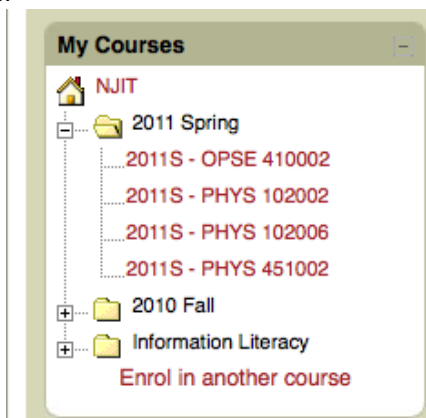 My Courses
NJIT
2011 Spring
2011S - OPSE 410002
2011S - PHYS 102002
2011S - PHYS 102006
2011S - PHYS 451002
2010 Fall
Information Literacy
Enrol in another course